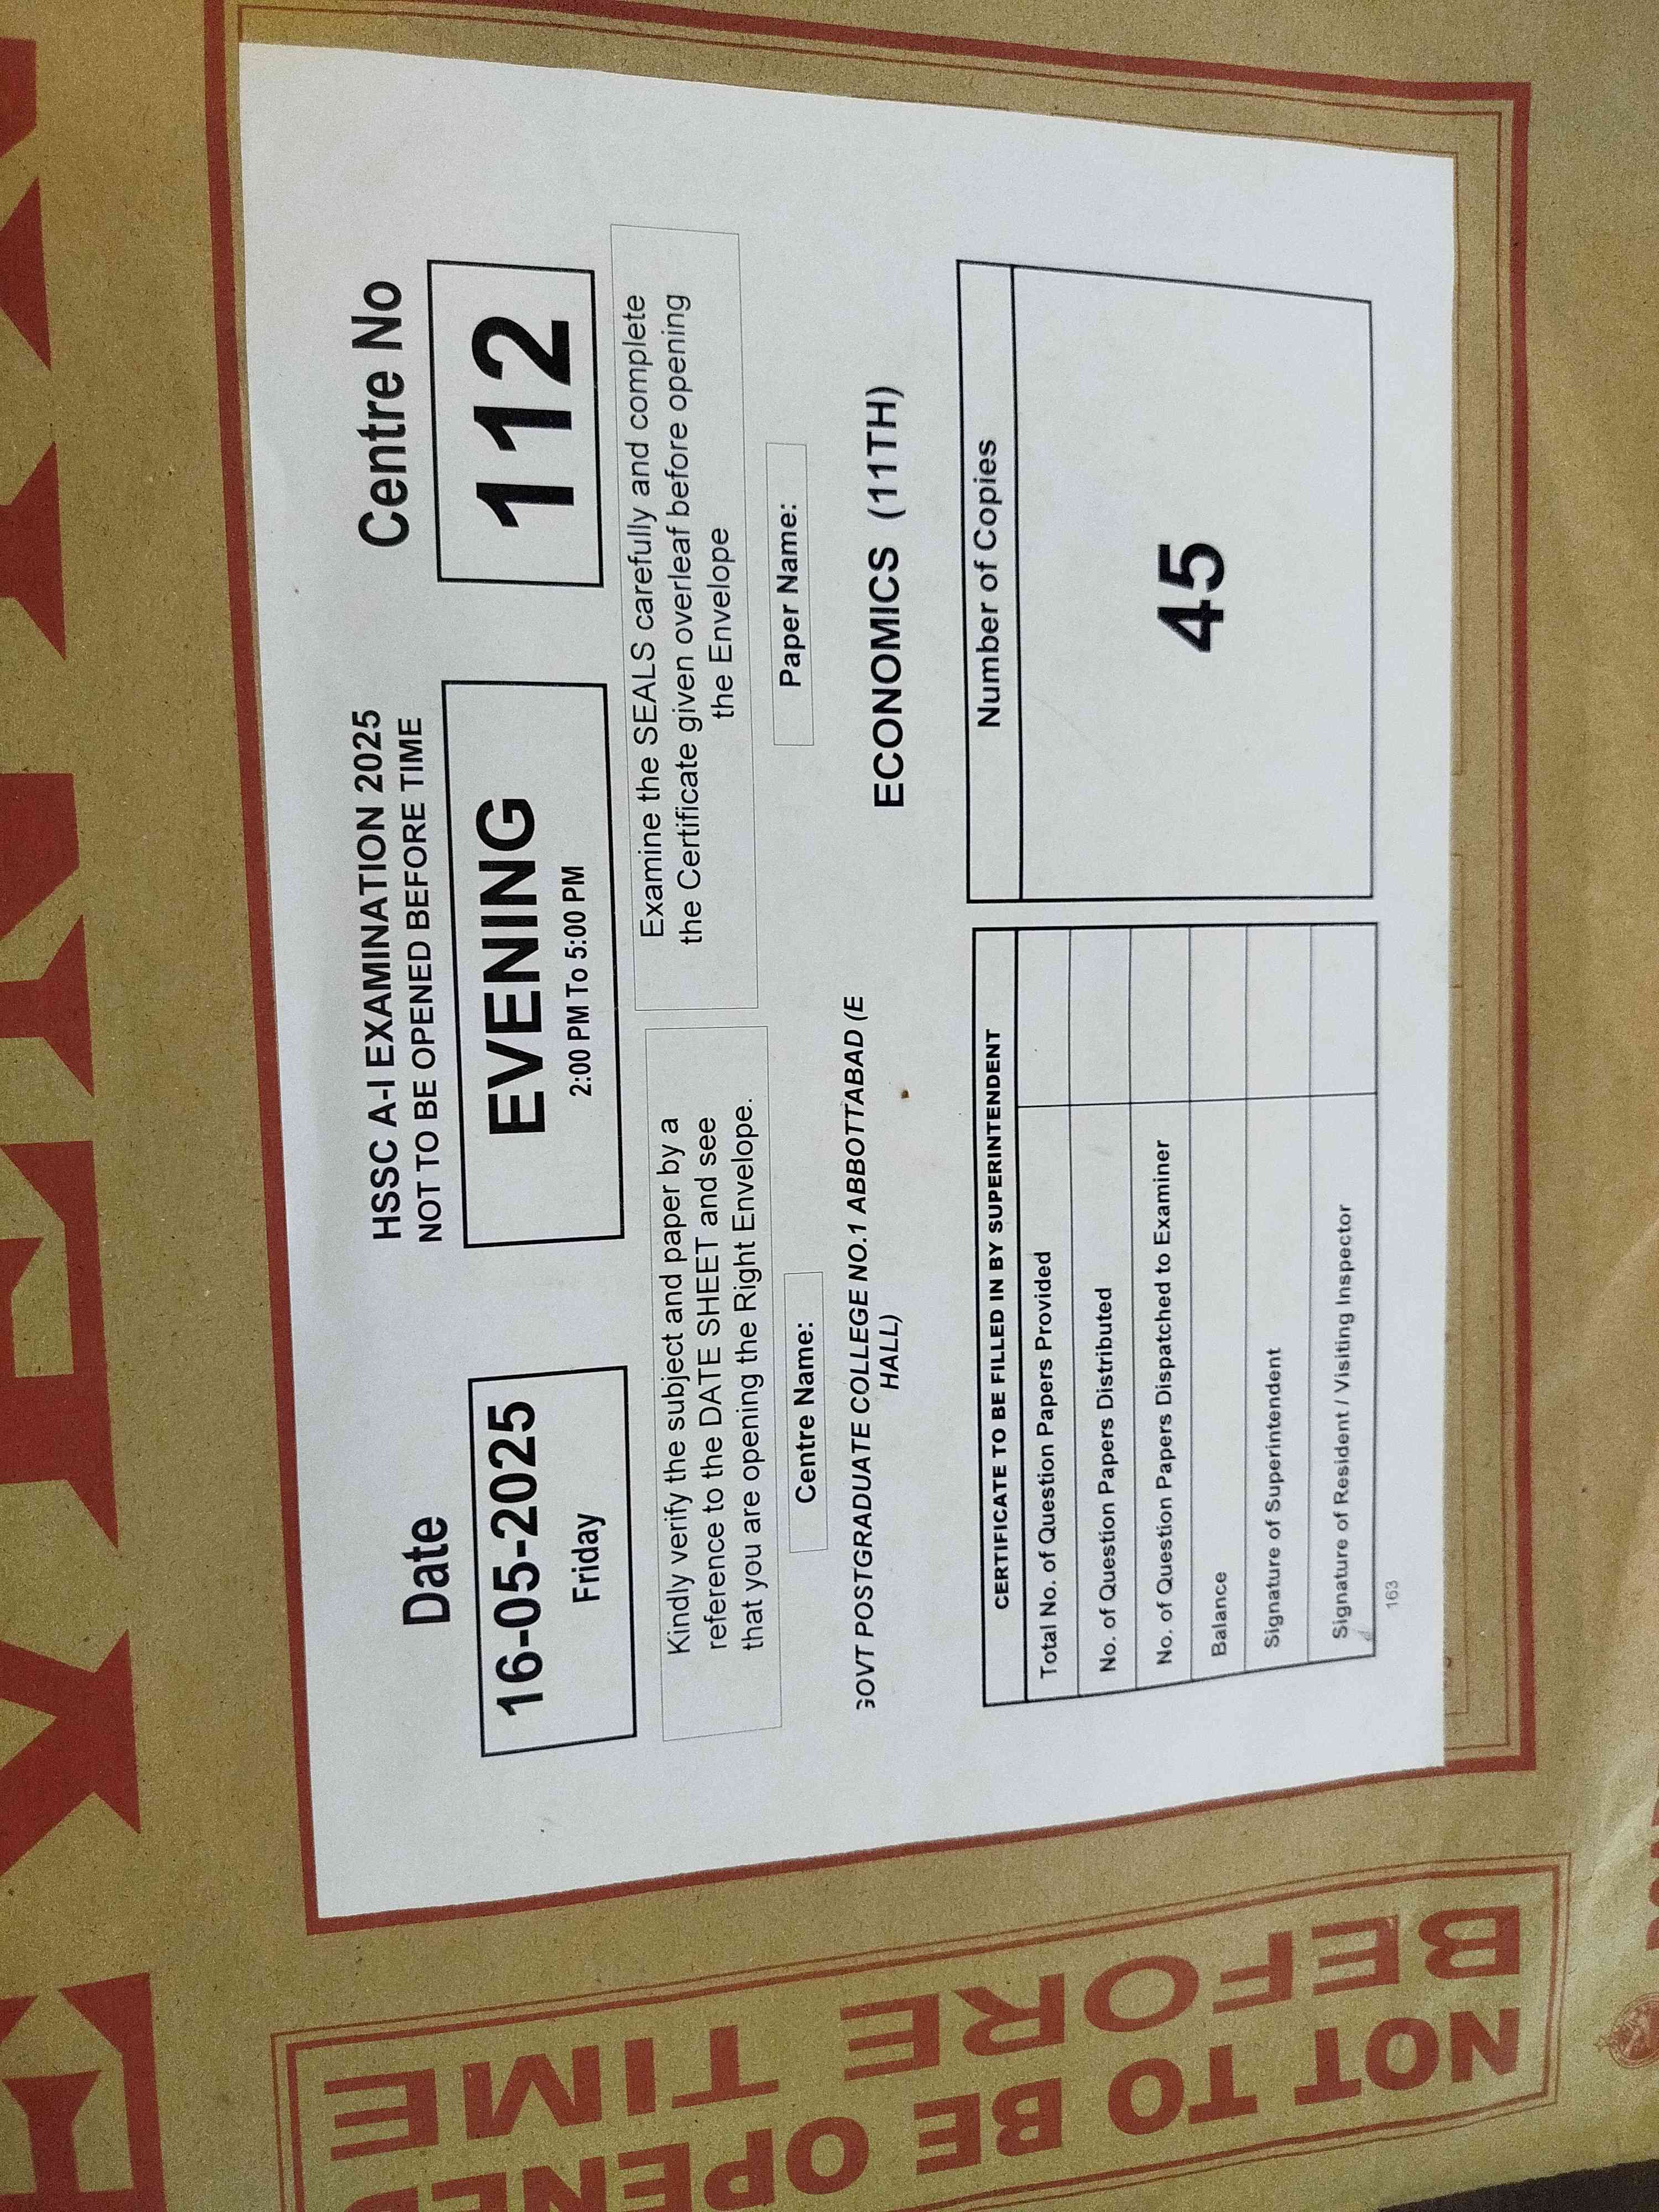 Date
16-05-2025
Friday
HSSC A-I EXAMINATION 2025
NOT TO BE OPENED BEFORE TIME
EVENING
2:00 PM To 5:00 PM
Centre No
112
Kindly verify the subject and paper by a
reference to the DATE SHEET and see
that you are opening the Right Envelope.
Examine the SEALS carefully and complete
the Certificate given overleaf before opening
the Envelope
Centre Name:
GOVT POSTGRADUATE COLLEGE NO.1 ABBOTTABAD (E
HALL)
Paper Name:
ECONOMICS (11TH)
CERTIFICATE TO BE FILLED IN BY SUPERINTENDENT
Total No. of Question Papers Provided
No. of Question Papers Distributed
No. of Question Papers Dispatched to Examiner
Balance
Signature of Superintendent
Signature of Resident / Visiting Inspector
163
Number of Copies
45
NOT TO BE OPENED
BEFORE TIME